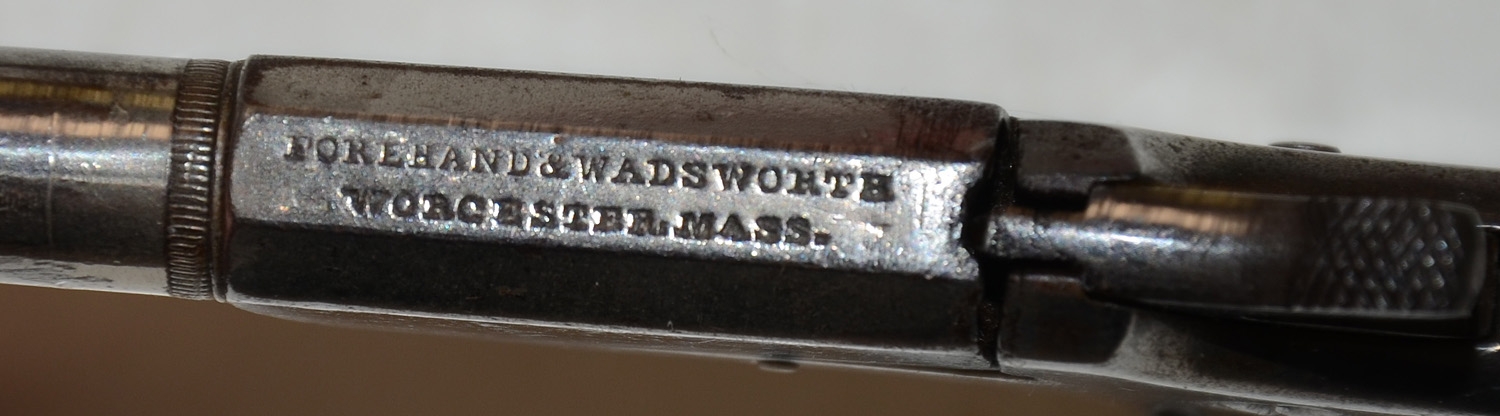 FOREHAND & WADSWORTH
WORCESTER. MASS.